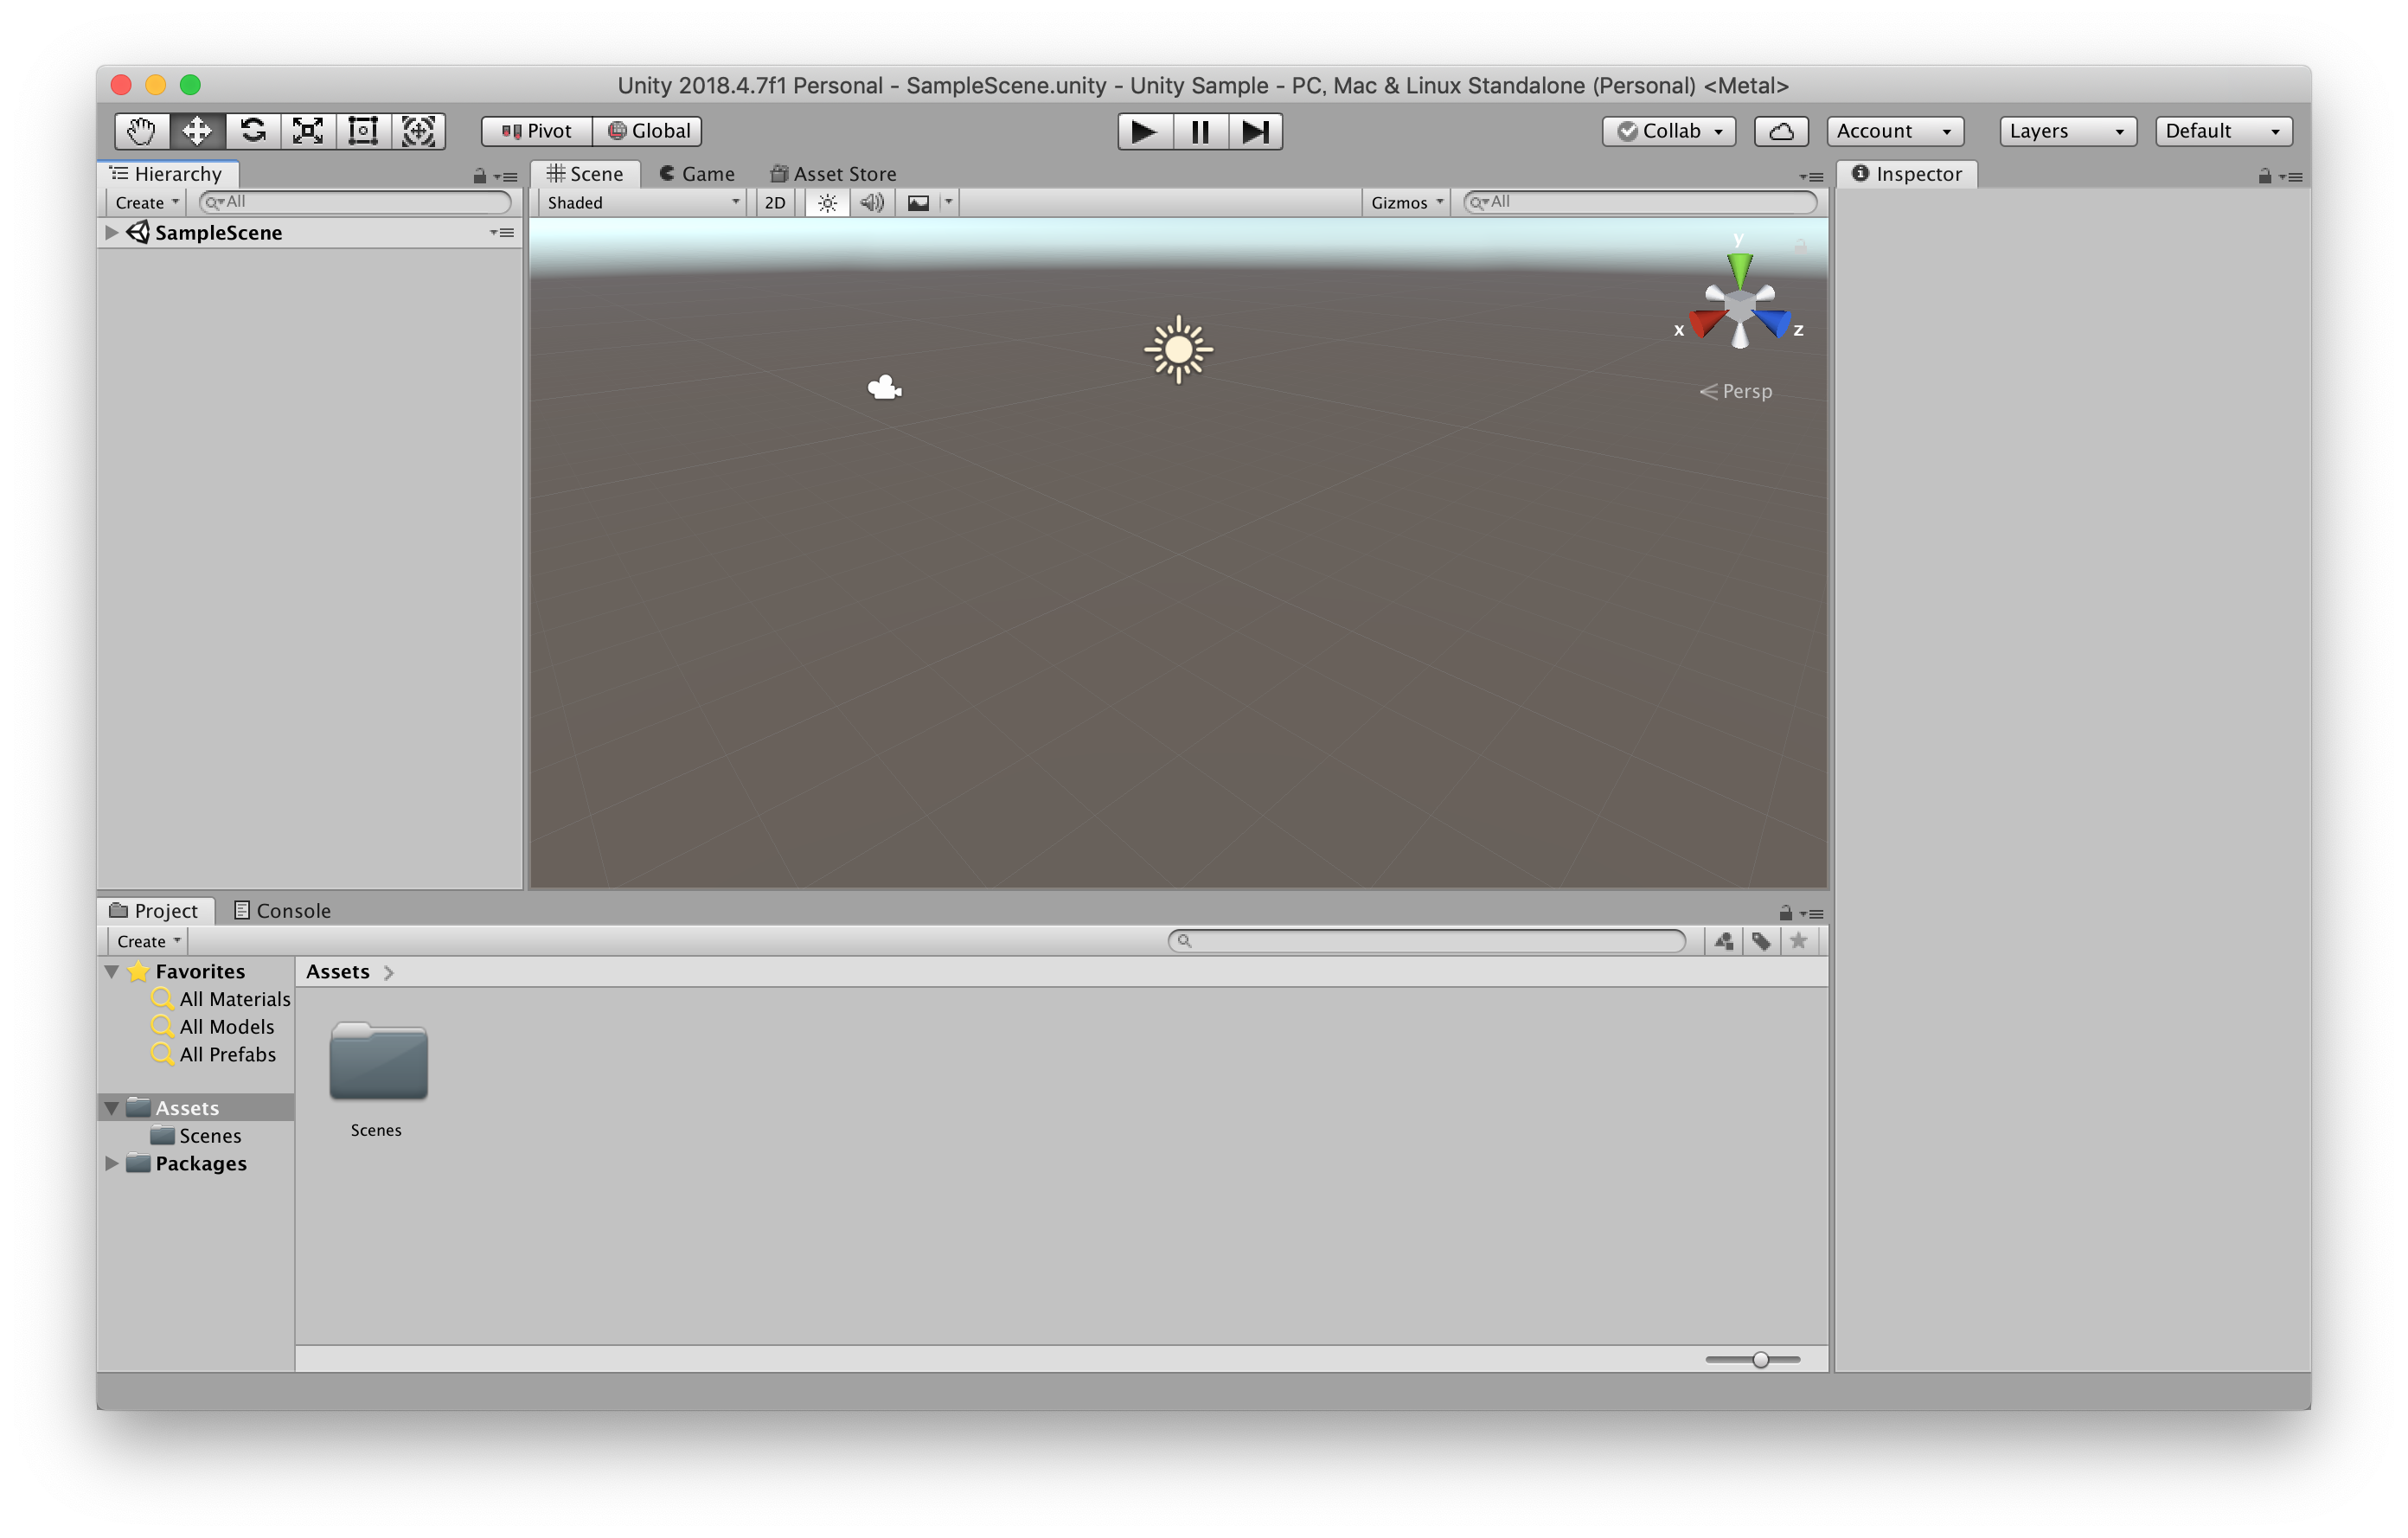 Unity 2018.4.7f1 Personal - SampleScene.unity - Unity Sample - PC, Mac & Linux Standalone (Personal) <Metal>
Pivot Global Collab Account Layers Default
Hierarchy
Create All
SampleScene
Scene Game Asset Store
Shaded 2D Gizmos All
y
x z
Persp
Inspector
Project Console
Create
Favorites
All Materials
All Models
All Prefabs
Assets
Scenes
Packages
Assets
Scenes